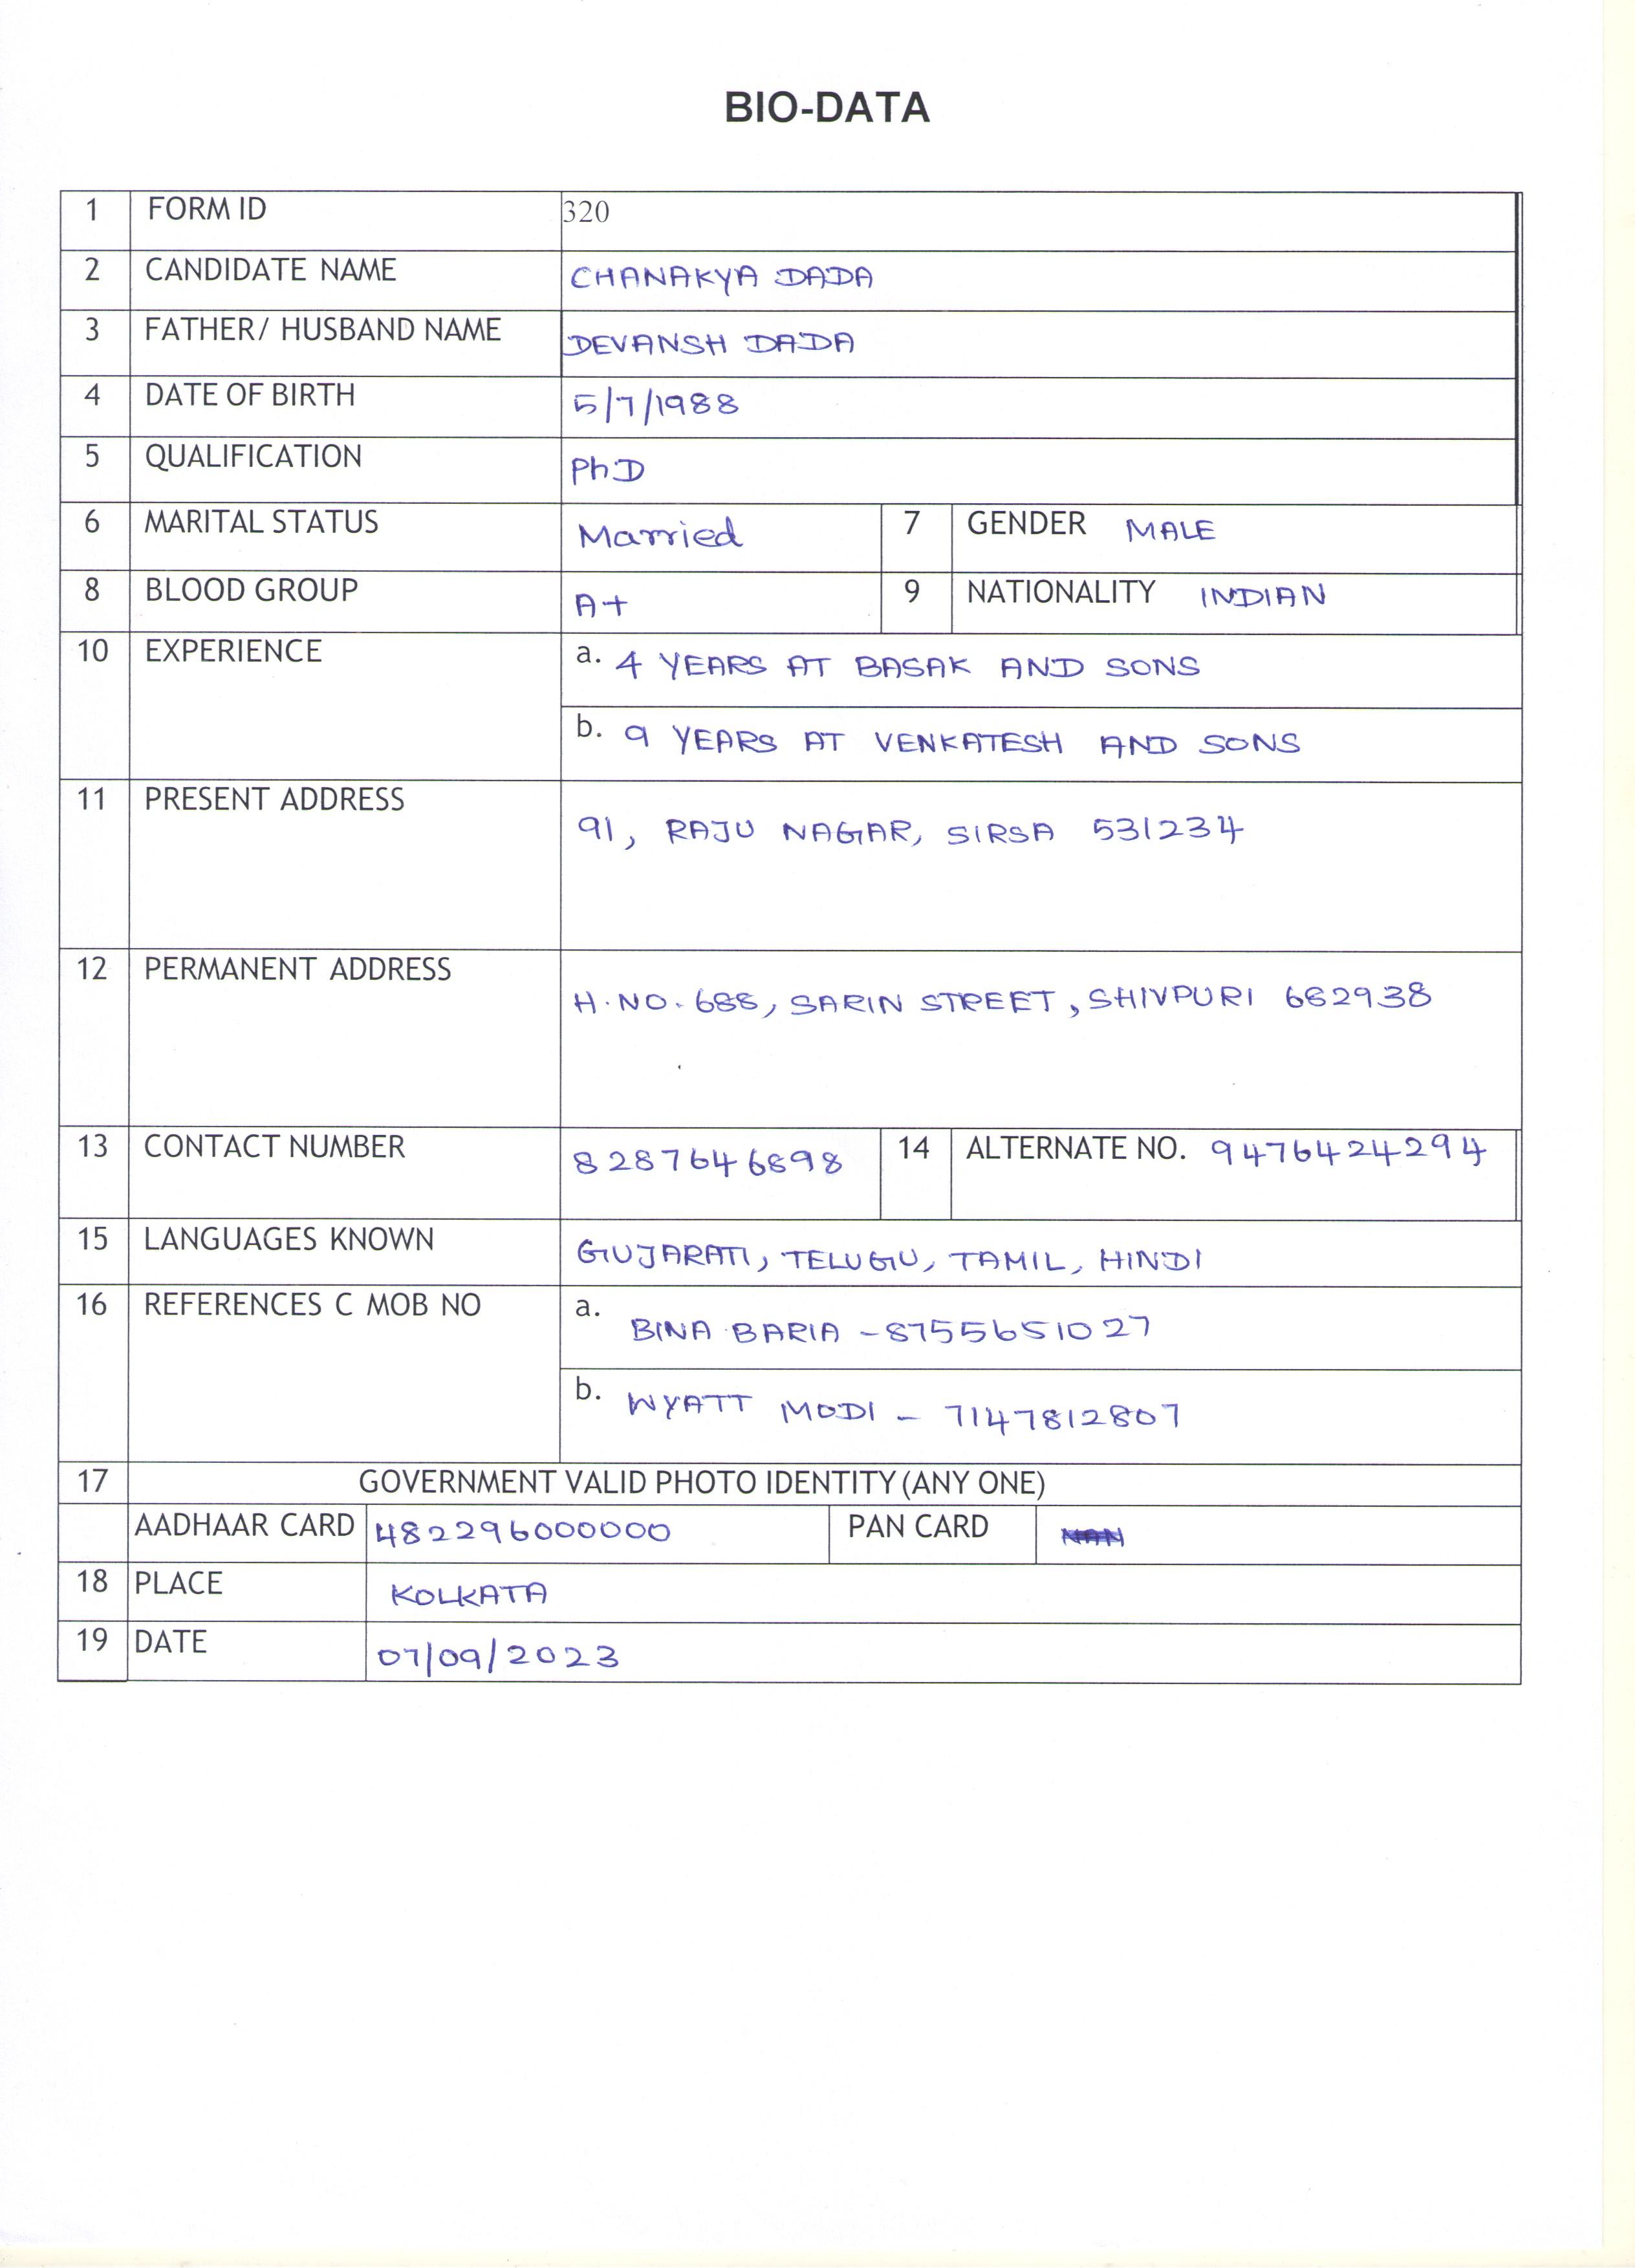 BIO-DATA
1 FORM ID 320
2 CANDIDATE NAME CHANAKYA DADA
3 FATHER/ HUSBAND NAME DEVANSH DADA
4 DATE OF BIRTH 5/7/1988
5 QUALIFICATION PhD
6 MARITAL STATUS Married 7 GENDER MALE
8 BLOOD GROUP A+ 9 NATIONALITY INDIAN
10 EXPERIENCE a. 4 YEARS AT BASAK AND SONS
b. 9 YEARS AT VENKATESH AND SONS
11 PRESENT ADDRESS 91, RAJU NAGAR, SIRSA 531234
12 PERMANENT ADDRESS H.NO. 688, SARIN STREET, SHIVPURI 682938
13 CONTACT NUMBER 8287646898 14 ALTERNATE NO. 9476424294
15 LANGUAGES KNOWN GUJARATI, TELUGU, TAMIL, HINDI
16 REFERENCES C MOB NO a. BINA BARIA - 8755651027
b. WYATT MODI - 7147812807
17 GOVERNMENT VALID PHOTO IDENTITY (ANY ONE)
AADHAAR CARD 482296000000 PAN CARD
18 PLACE KOLKATA
19 DATE 07/09/2023